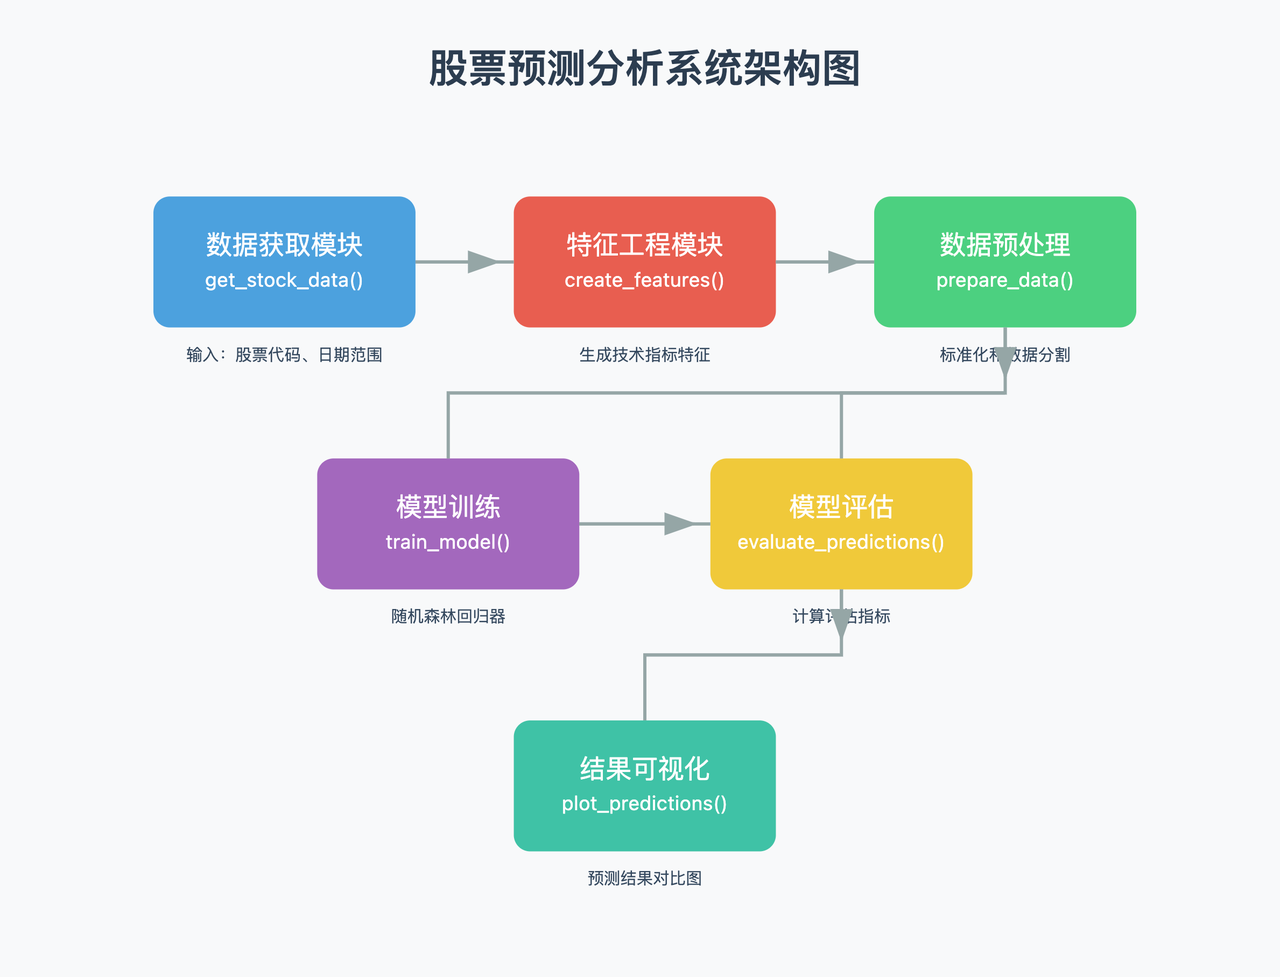 股票预测分析系统架构图
数据获取模块
get_stock_data()
输入：股票代码、日期范围
特征工程模块
create_features()
生成技术指标特征
数据预处理
prepare_data()
标准化和数据分割
模型训练
train_model()
随机森林回归器
模型评估
evaluate_predictions()
计算评估指标
结果可视化
plot_predictions()
预测结果对比图